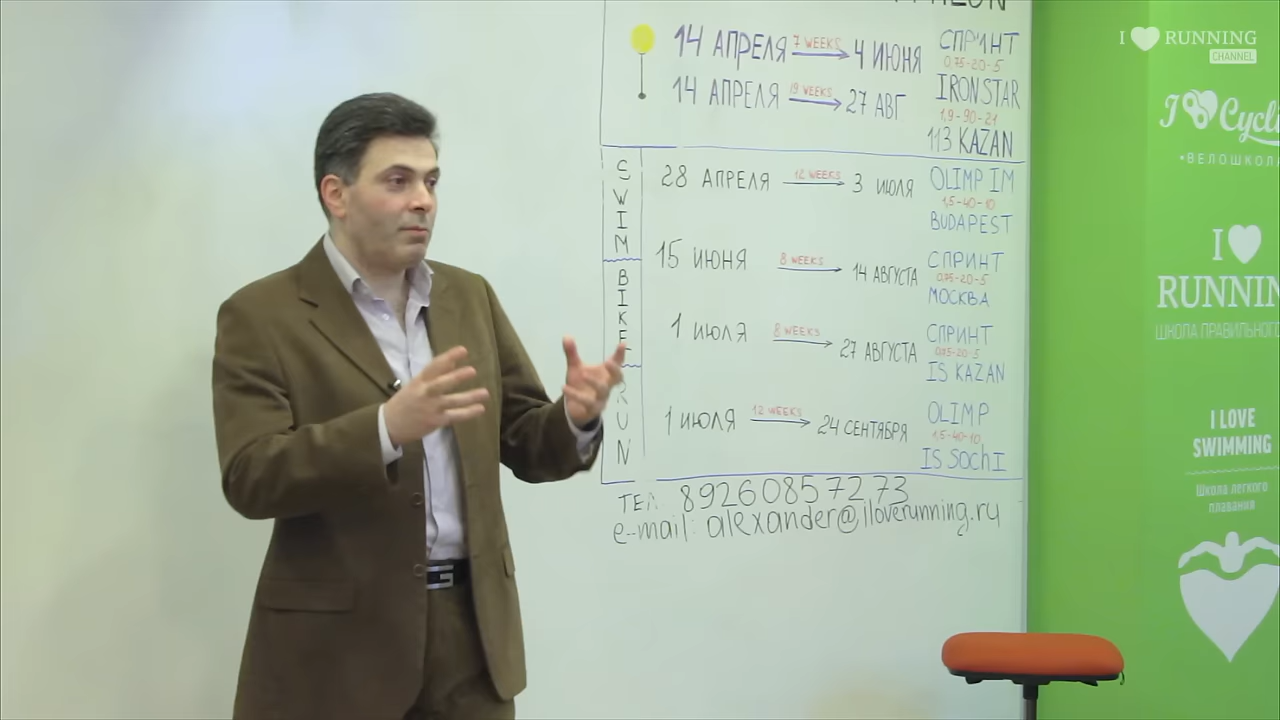 14 АПРЕЛЯ 7 WEEKS 4 ИЮНЯ СПРИНТ
0,75-20-5
14 АПРЕЛЯ 19 WEEKS 27 АВГ IRONSTAR
1,9-90-21
113 KAZAN
SWIM
BIKE
RUN
28 АПРЕЛЯ 12 WEEKS 3 ИЮЛЯ OLIMP IM
1,5-40-10
BUDAPEST
15 ИЮНЯ 8 WEEKS 14 АВГУСТА СПРИНТ
0,75-20-5
МОСКВА
1 ИЮЛЯ 8 WEEKS 27 АВГУСТА СПРИНТ
0,75-20-5
IS KAZAN
1 ИЮЛЯ 12 WEEKS 24 СЕНТЯБРЯ OLIMP
1,5-40-10
IS SOCHI
ТЕЛ. 89260857273
e-mail: alexander@iloverunning.ru
I RUNNING
CHANNEL
I Cycli
•ВЕЛОШКОЛА
I
RUNNIN
ШКОЛА ПРАВИЛЬНОГО
I LOVE
SWIMMING
Школа легкого
плавания
G